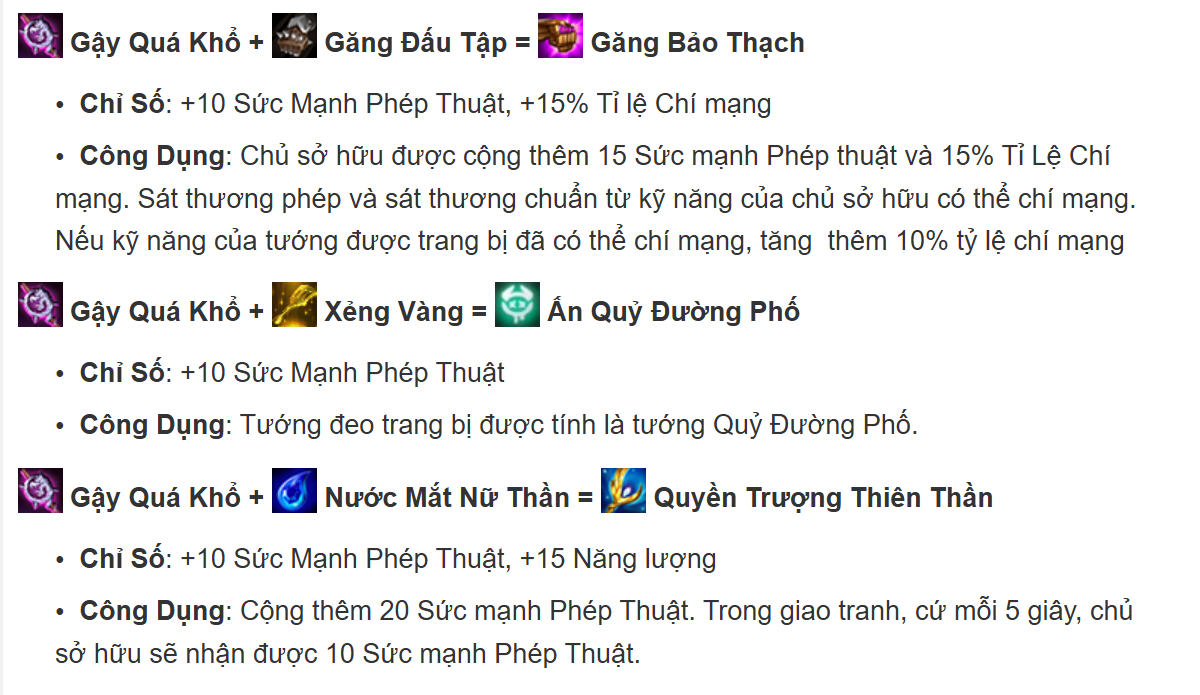 Gậy Quá Khổ + Găng Đấu Tập = Găng Bảo Thạch
• Chỉ Số: +10 Sức Mạnh Phép Thuật, +15% Tỉ lệ Chí mạng
• Công Dụng: Chủ sở hữu được cộng thêm 15 Sức mạnh Phép thuật và 15% Tỉ Lệ Chí
mạng. Sát thương phép và sát thương chuẩn từ kỹ năng của chủ sở hữu có thể chí mạng.
Nếu kỹ năng của tướng được trang bị đã có thể chí mạng, tăng  thêm 10% tỷ lệ chí mạng
Gậy Quá Khổ + Xẻng Vàng = Ấn Quỷ Đường Phố
• Chỉ Số: +10 Sức Mạnh Phép Thuật
• Công Dụng: Tướng đeo trang bị được tính là tướng Quỷ Đường Phố.
Gậy Quá Khổ + Nước Mắt Nữ Thần = Quyền Trượng Thiên Thần
• Chỉ Số: +10 Sức Mạnh Phép Thuật, +15 Năng lượng
• Công Dụng: Cộng thêm 20 Sức mạnh Phép Thuật. Trong giao tranh, cứ mỗi 5 giây, chủ
sở hữu sẽ nhận được 10 Sức mạnh Phép Thuật.